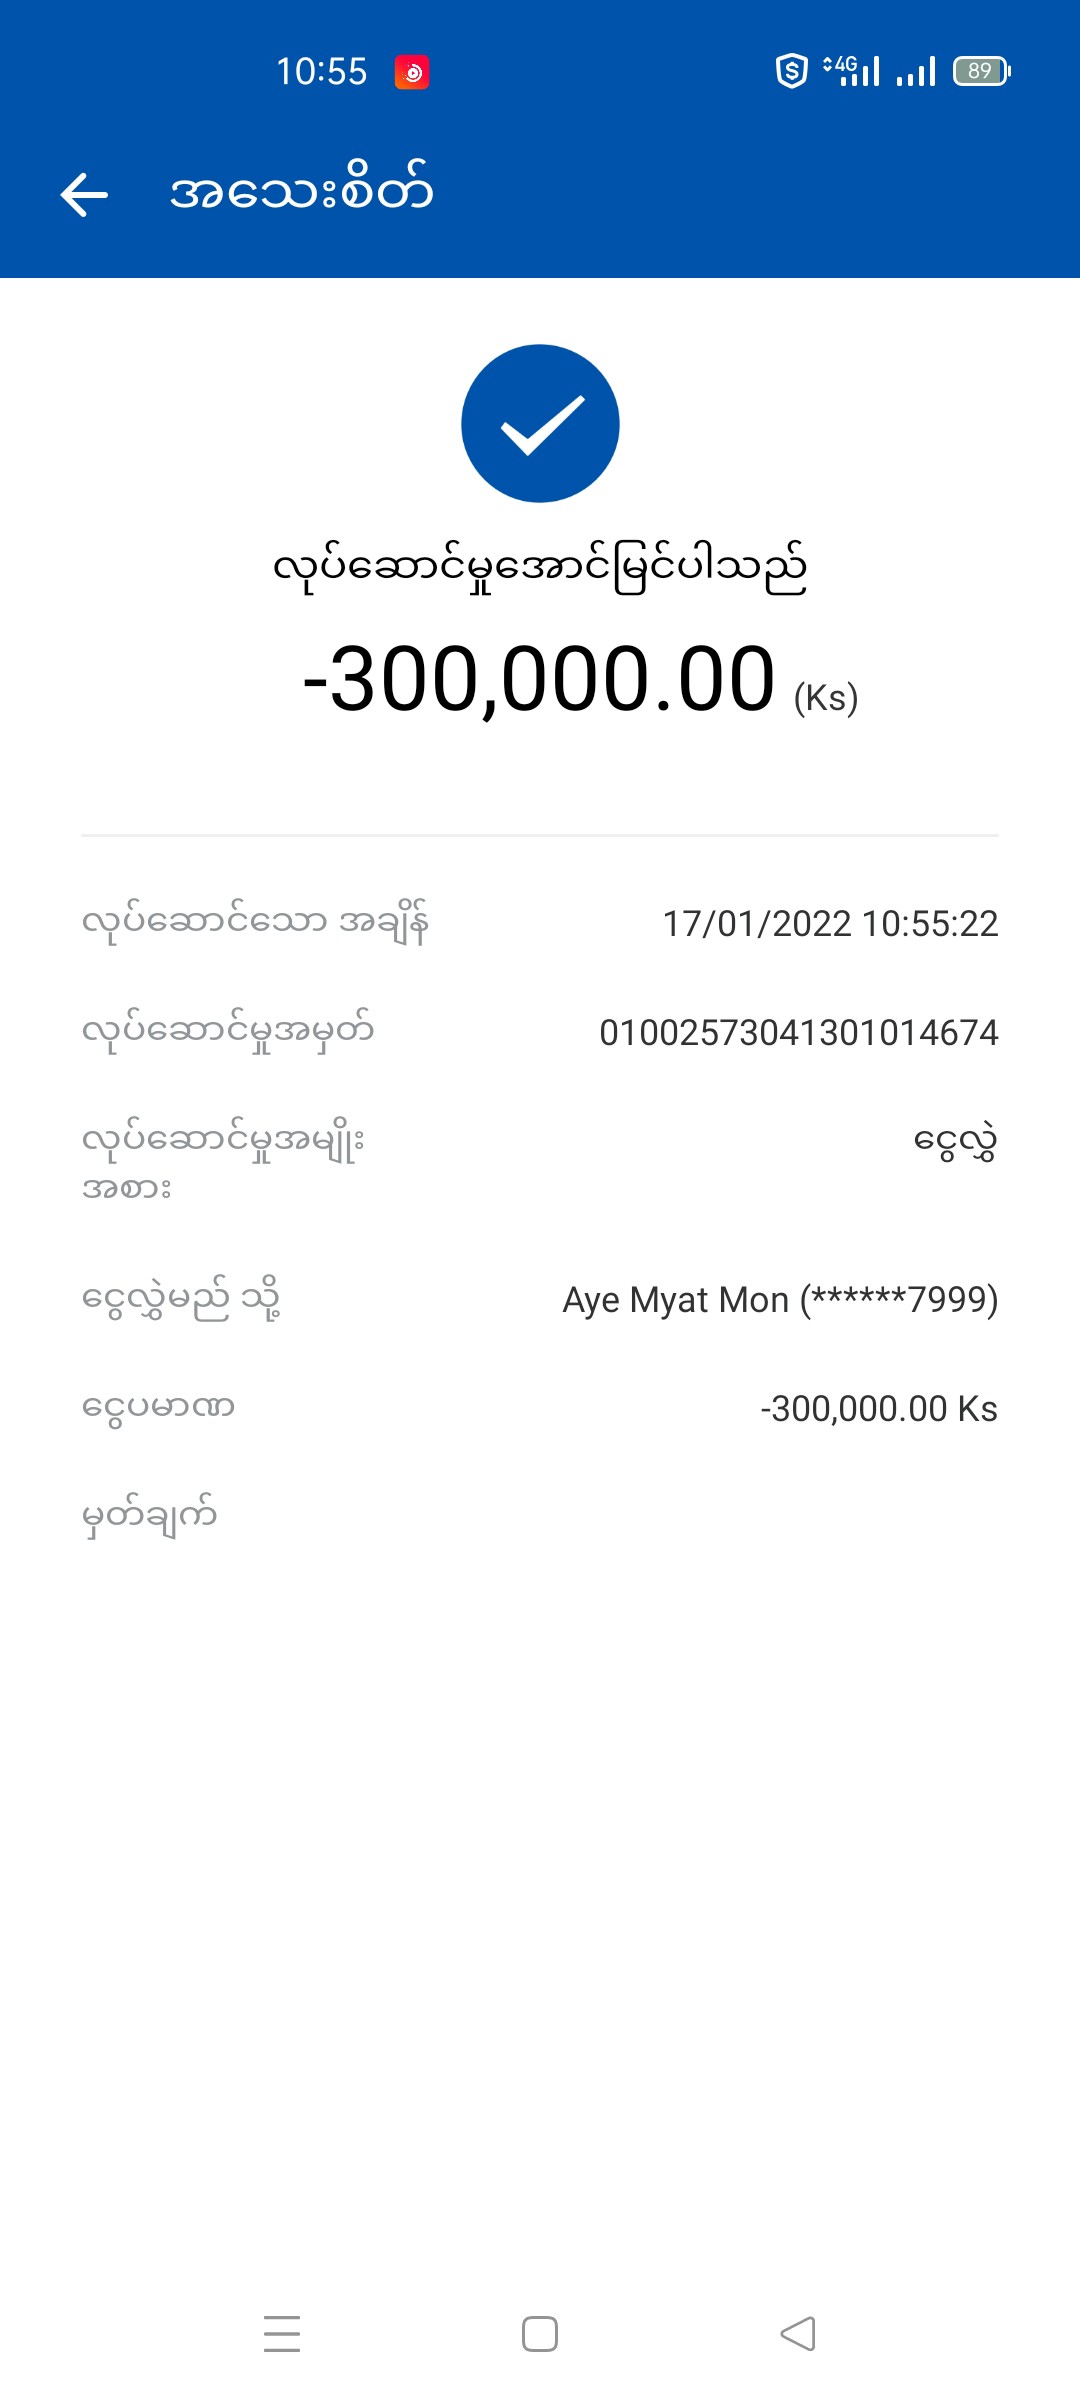 10:55
4G
89
အသေးစိတ်
လုပ်ဆောင်မှုအောင်မြင်ပါသည်
-300,000.00 (Ks)
လုပ်ဆောင်သော အချိန် 17/01/2022 10:55:22
လုပ်ဆောင်မှုအမှတ် 01002573041301014674
လုပ်ဆောင်မှုအမျိုး ငွေလွှဲ
အစား
ငွေလွှဲမည် သို့ Aye Myat Mon (******7999)
ငွေပမာဏ -300,000.00 Ks
မှတ်ချက်